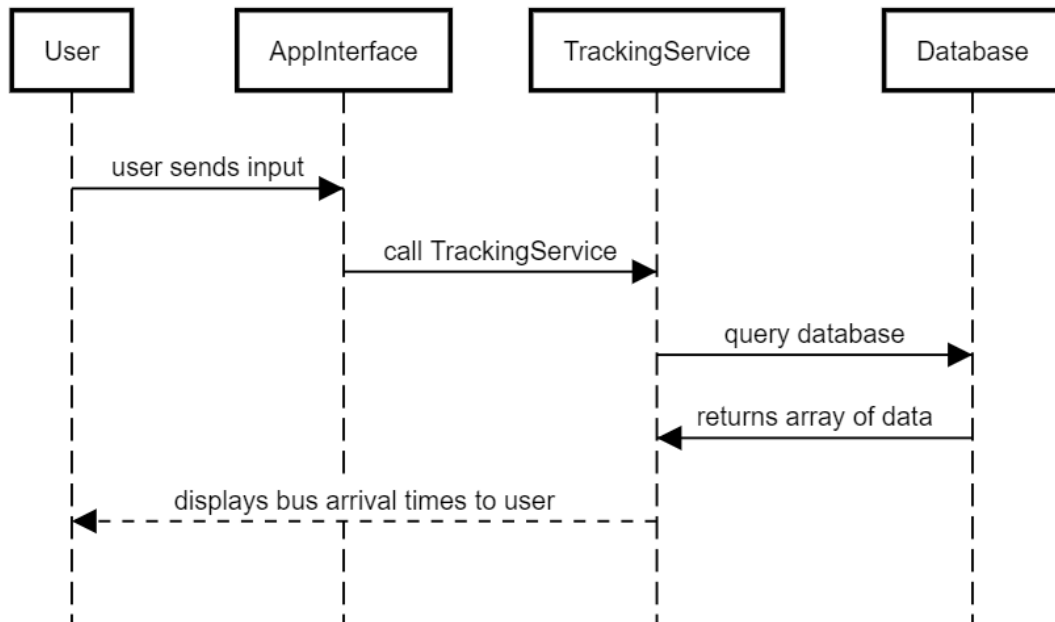 User
AppInterface
TrackingService
Database
user sends input
call TrackingService
query database
returns array of data
displays bus arrival times to user